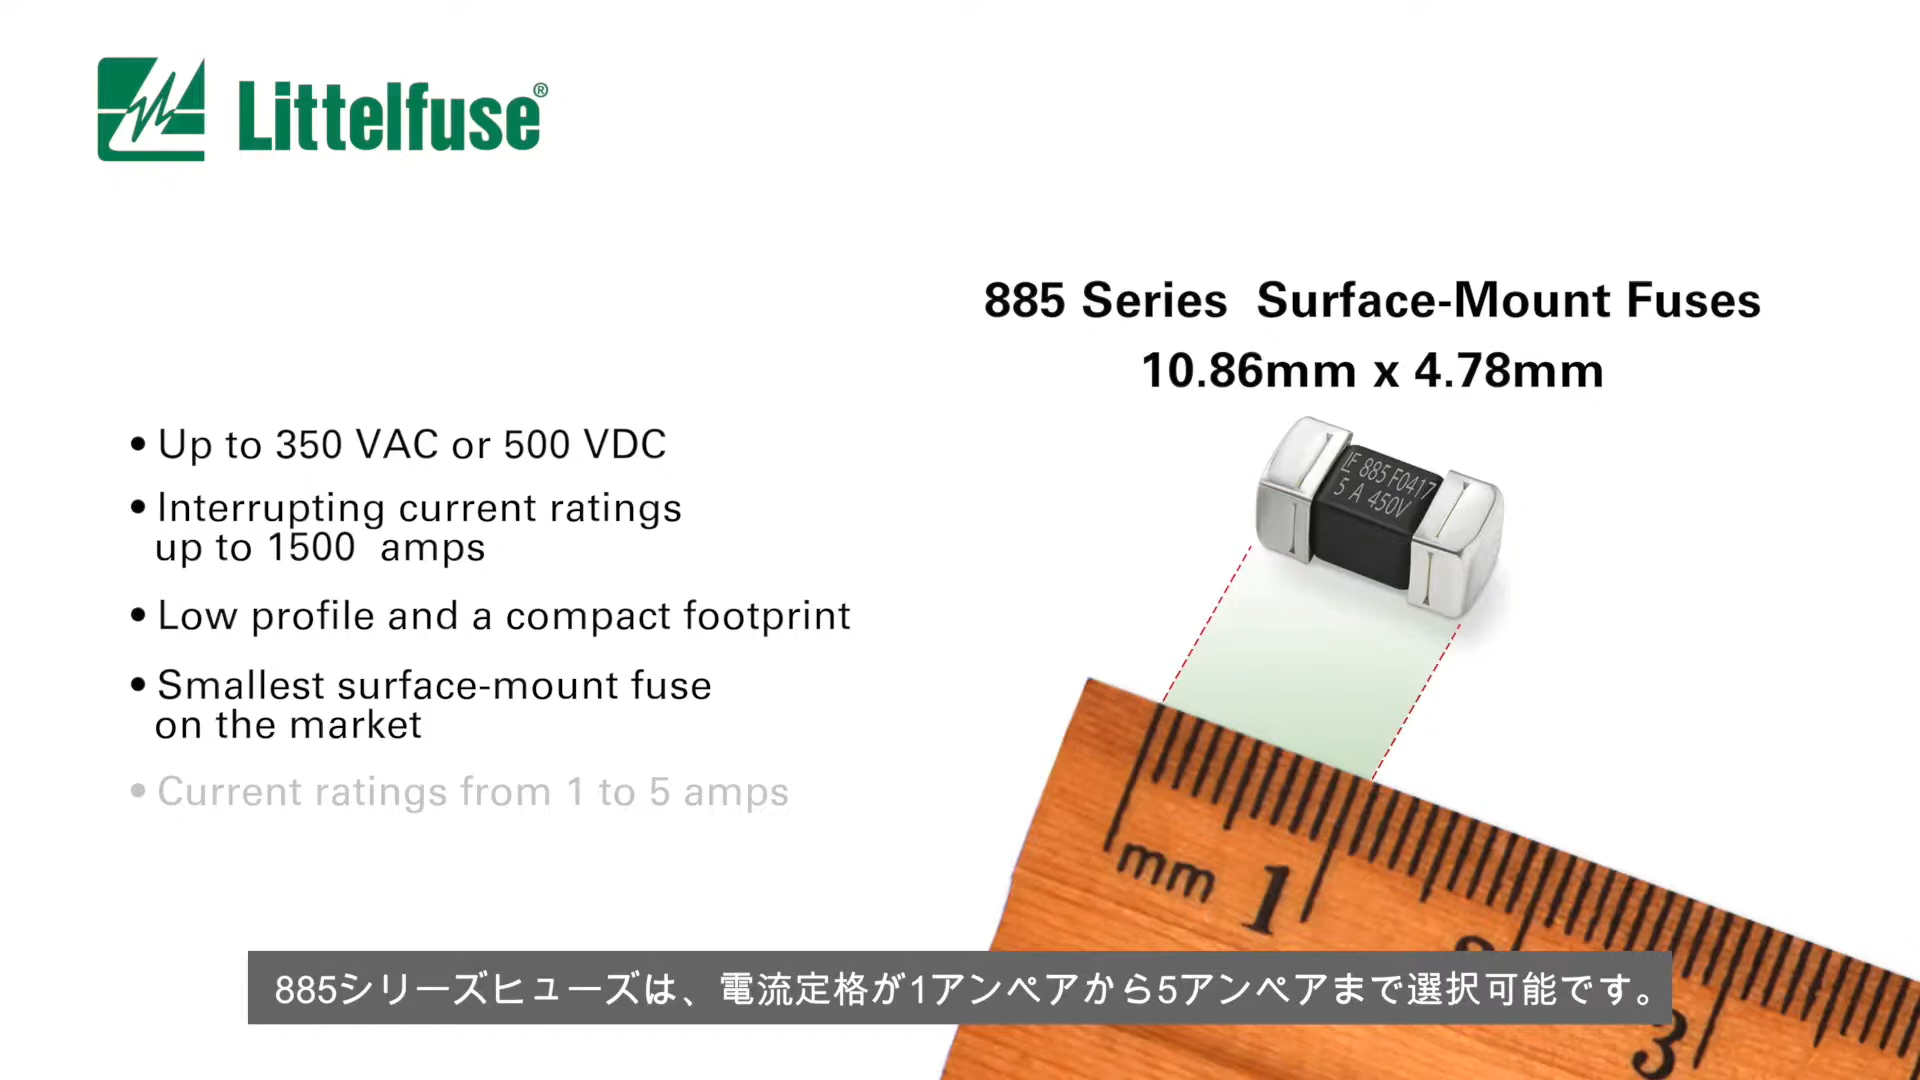 Littelfuse®
885 Series Surface-Mount Fuses
10.86mm x 4.78mm
• Up to 350 VAC or 500 VDC
• Interrupting current ratings
up to 1500 amps
• Low profile and a compact footprint
• Smallest surface-mount fuse
on the market
• Current ratings from 1 to 5 amps
LF 885 F0417
5 A 450V
mm 1
3
885シリーズヒューズは、電流定格が1アンペアから5アンペアまで選択可能です。